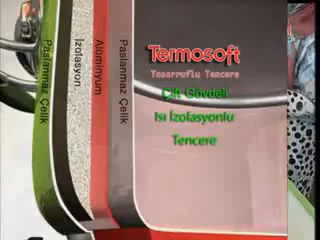 Paslanmaz Çelik
İzolasyon
Alüminyum
Paslanmaz Çelik
Termosoft
Tasarruflu Tencere
Çift Gövdeli
Isı İzolasyonlu
Tencere